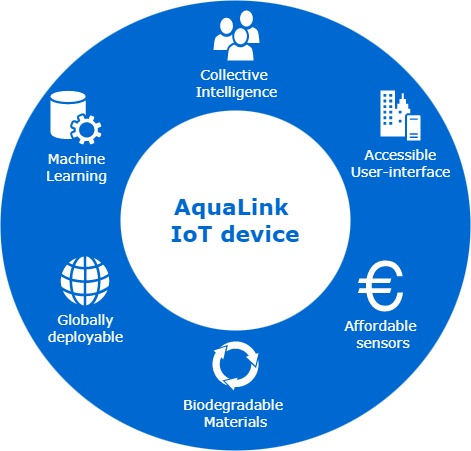 Collective
Intelligence
Accessible
User-interface
Affordable
sensors
Biodegradable
Materials
Globally
deployable
Machine
Learning
AquaLink
IoT device